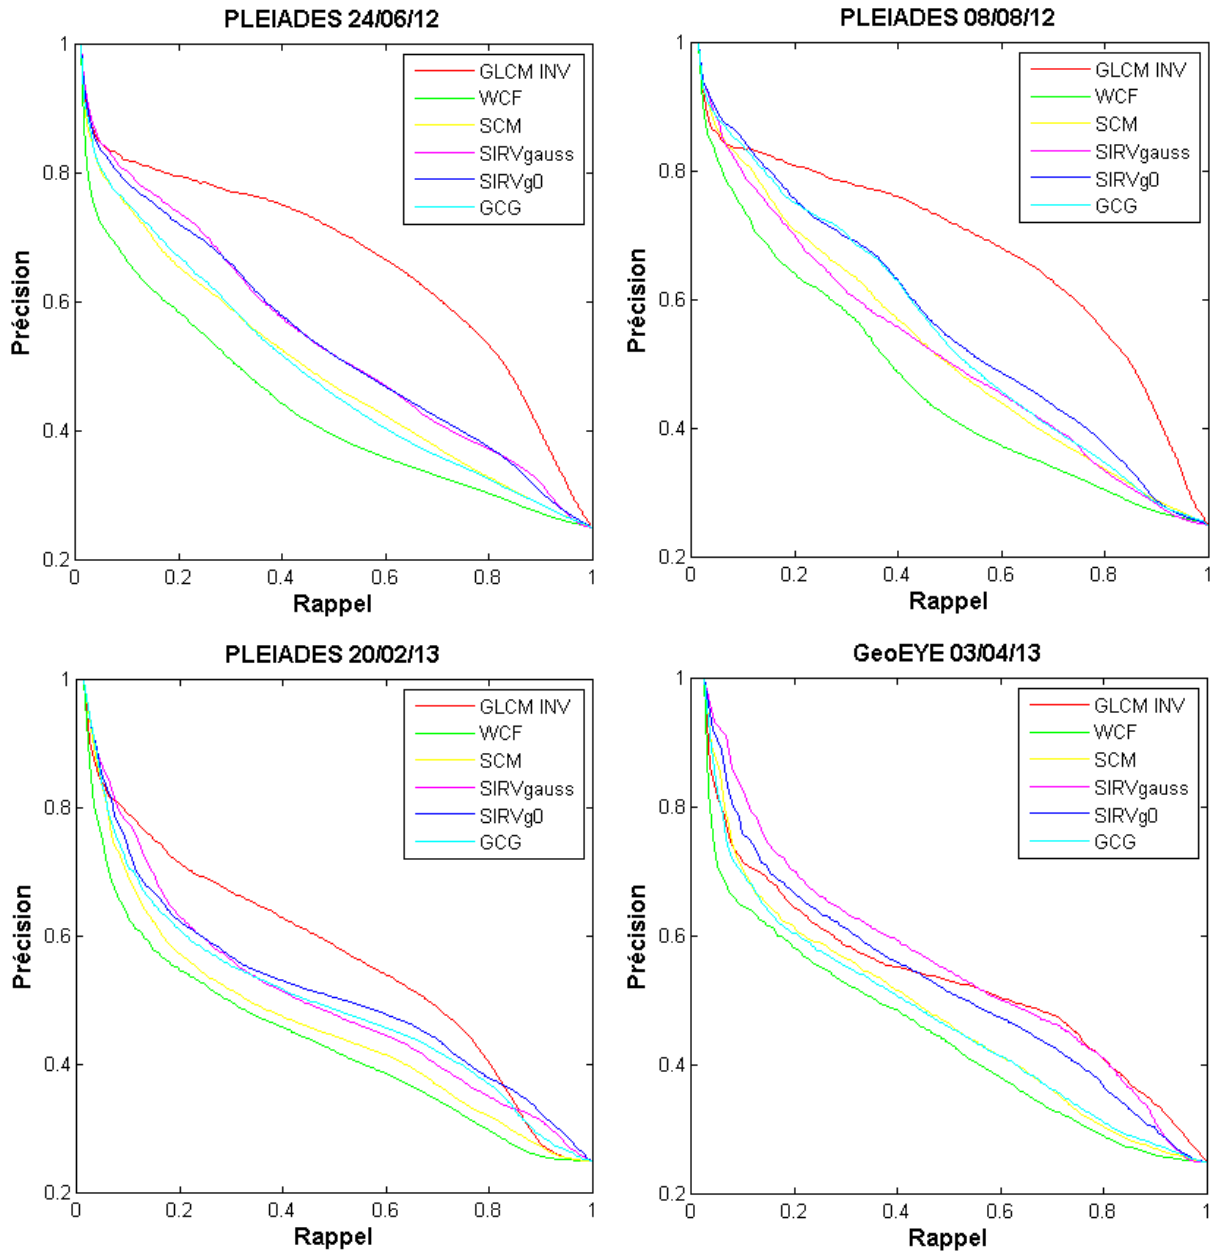 PLEIADES 24/06/12
1
0.8
0.6
0.4
0.2
Précision
0
0.2
0.4
0.6
0.8
1
Rappel
GLCM INV
WCF
SCM
SIRVgauss
SIRVg0
GCG
PLEIADES 08/08/12
1
0.8
0.6
0.4
0.2
Précision
0
0.2
0.4
0.6
0.8
1
Rappel
GLCM INV
WCF
SCM
SIRVgauss
SIRVg0
GCG
PLEIADES 20/02/13
1
0.8
0.6
0.4
0.2
Précision
0
0.2
0.4
0.6
0.8
1
Rappel
GLCM INV
WCF
SCM
SIRVgauss
SIRVg0
GCG
GeoEYE 03/04/13
1
0.8
0.6
0.4
0.2
Précision
0
0.2
0.4
0.6
0.8
1
Rappel
GLCM INV
WCF
SCM
SIRVgauss
SIRVg0
GCG